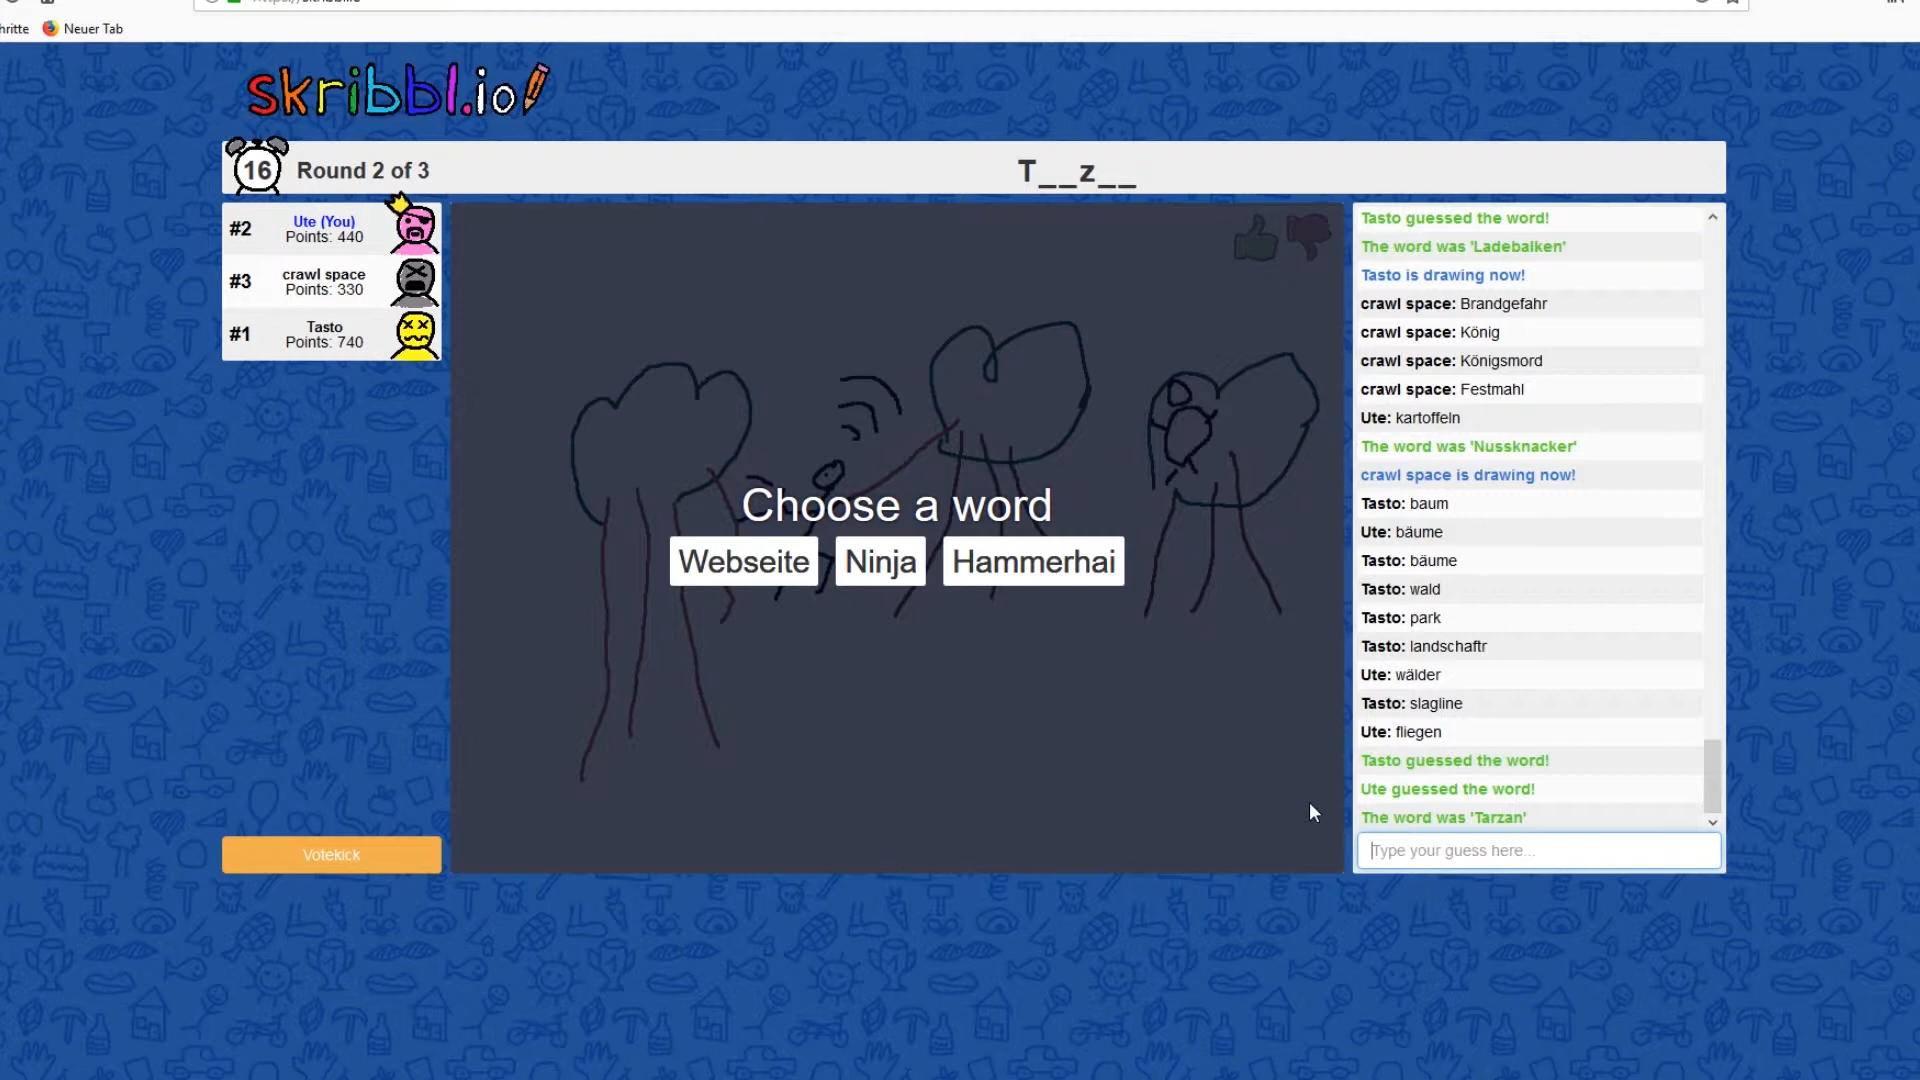 hritte Neuer Tab
skribbl.io
16 Round 2 of 3 T__z__
#2 Ute (You)
Points: 440
#3 crawl space
Points: 330
#1 Tasto
Points: 740
Choose a word
Webseite Ninja Hammerhai
Tasto guessed the word!
The word was 'Ladebalken'
Tasto is drawing now!
crawl space: Brandgefahr
crawl space: König
crawl space: Königsmord
crawl space: Festmahl
Ute: kartoffeln
The word was 'Nussknacker'
crawl space is drawing now!
Tasto: baum
Ute: bäume
Tasto: bäume
Tasto: wald
Tasto: park
Tasto: landschaftr
Ute: wälder
Tasto: slagline
Ute: fliegen
Tasto guessed the word!
Ute guessed the word!
The word was 'Tarzan'
Type your guess here...
Votekick